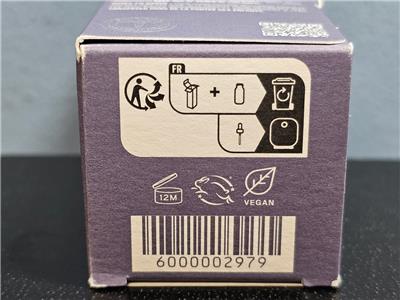 FR
+
12M
VEGAN
6000002979